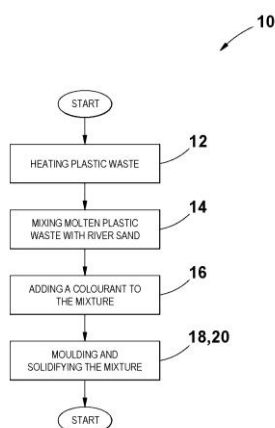 10
START
HEATING PLASTIC WASTE
12
MIXING MOLTEN PLASTIC
WASTE WITH RIVER SAND
14
ADDING A COLOURANT TO
THE MIXTURE
16
MOULDING AND
SOLIDIFYING THE MIXTURE
18,20
START